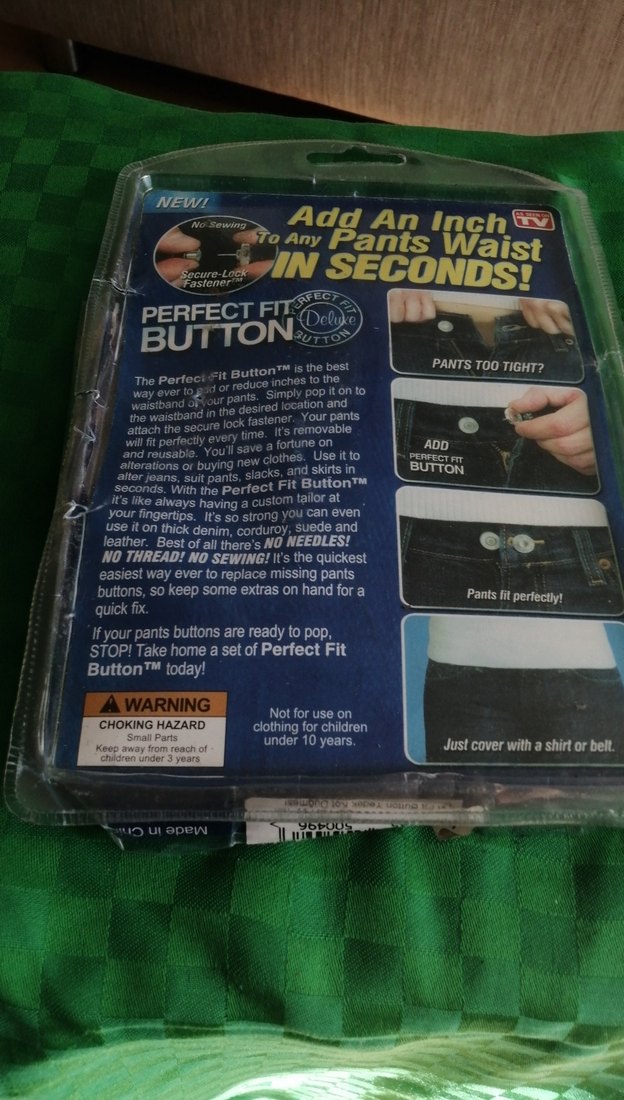 NEW!
No Sewing
Secure-Lock
Fastener™
Add An Inch
To Any Pants Waist
IN SECONDS!
AS SEEN ON
TV
PERFECT FIT
BUTTON
PERFECT FIT
Deluxe
BUTTON
The Perfect Fit Button™ is the best
way ever to add or reduce inches to the
waistband of your pants. Simply pop it on to
the waistband in the desired location and
attach the secure lock fastener. Your pants
will fit perfectly every time. It's removable
and reusable. You'll save a fortune on
alterations or buying new clothes. Use it to
alter jeans, suit pants, slacks, and skirts in
seconds. With the Perfect Fit Button™
it's like always having a custom tailor at
your fingertips. It's so strong you can even
use it on thick denim, corduroy, suede and
leather. Best of all there's NO NEEDLES!
NO THREAD! NO SEWING! It's the quickest
easiest way ever to replace missing pants
buttons, so keep some extras on hand for a
quick fix.
If your pants buttons are ready to pop,
STOP! Take home a set of Perfect Fit
Button™ today!
WARNING
CHOKING HAZARD
Small Parts
Keep away from reach of
children under 3 years
Not for use on
clothing for children
under 10 years.
PANTS TOO TIGHT?
ADD
PERFECT FIT
BUTTON
Pants fit perfectly!
Just cover with a shirt or belt.
Made in
Fit Button Yedek Kot Düğmesi
500496